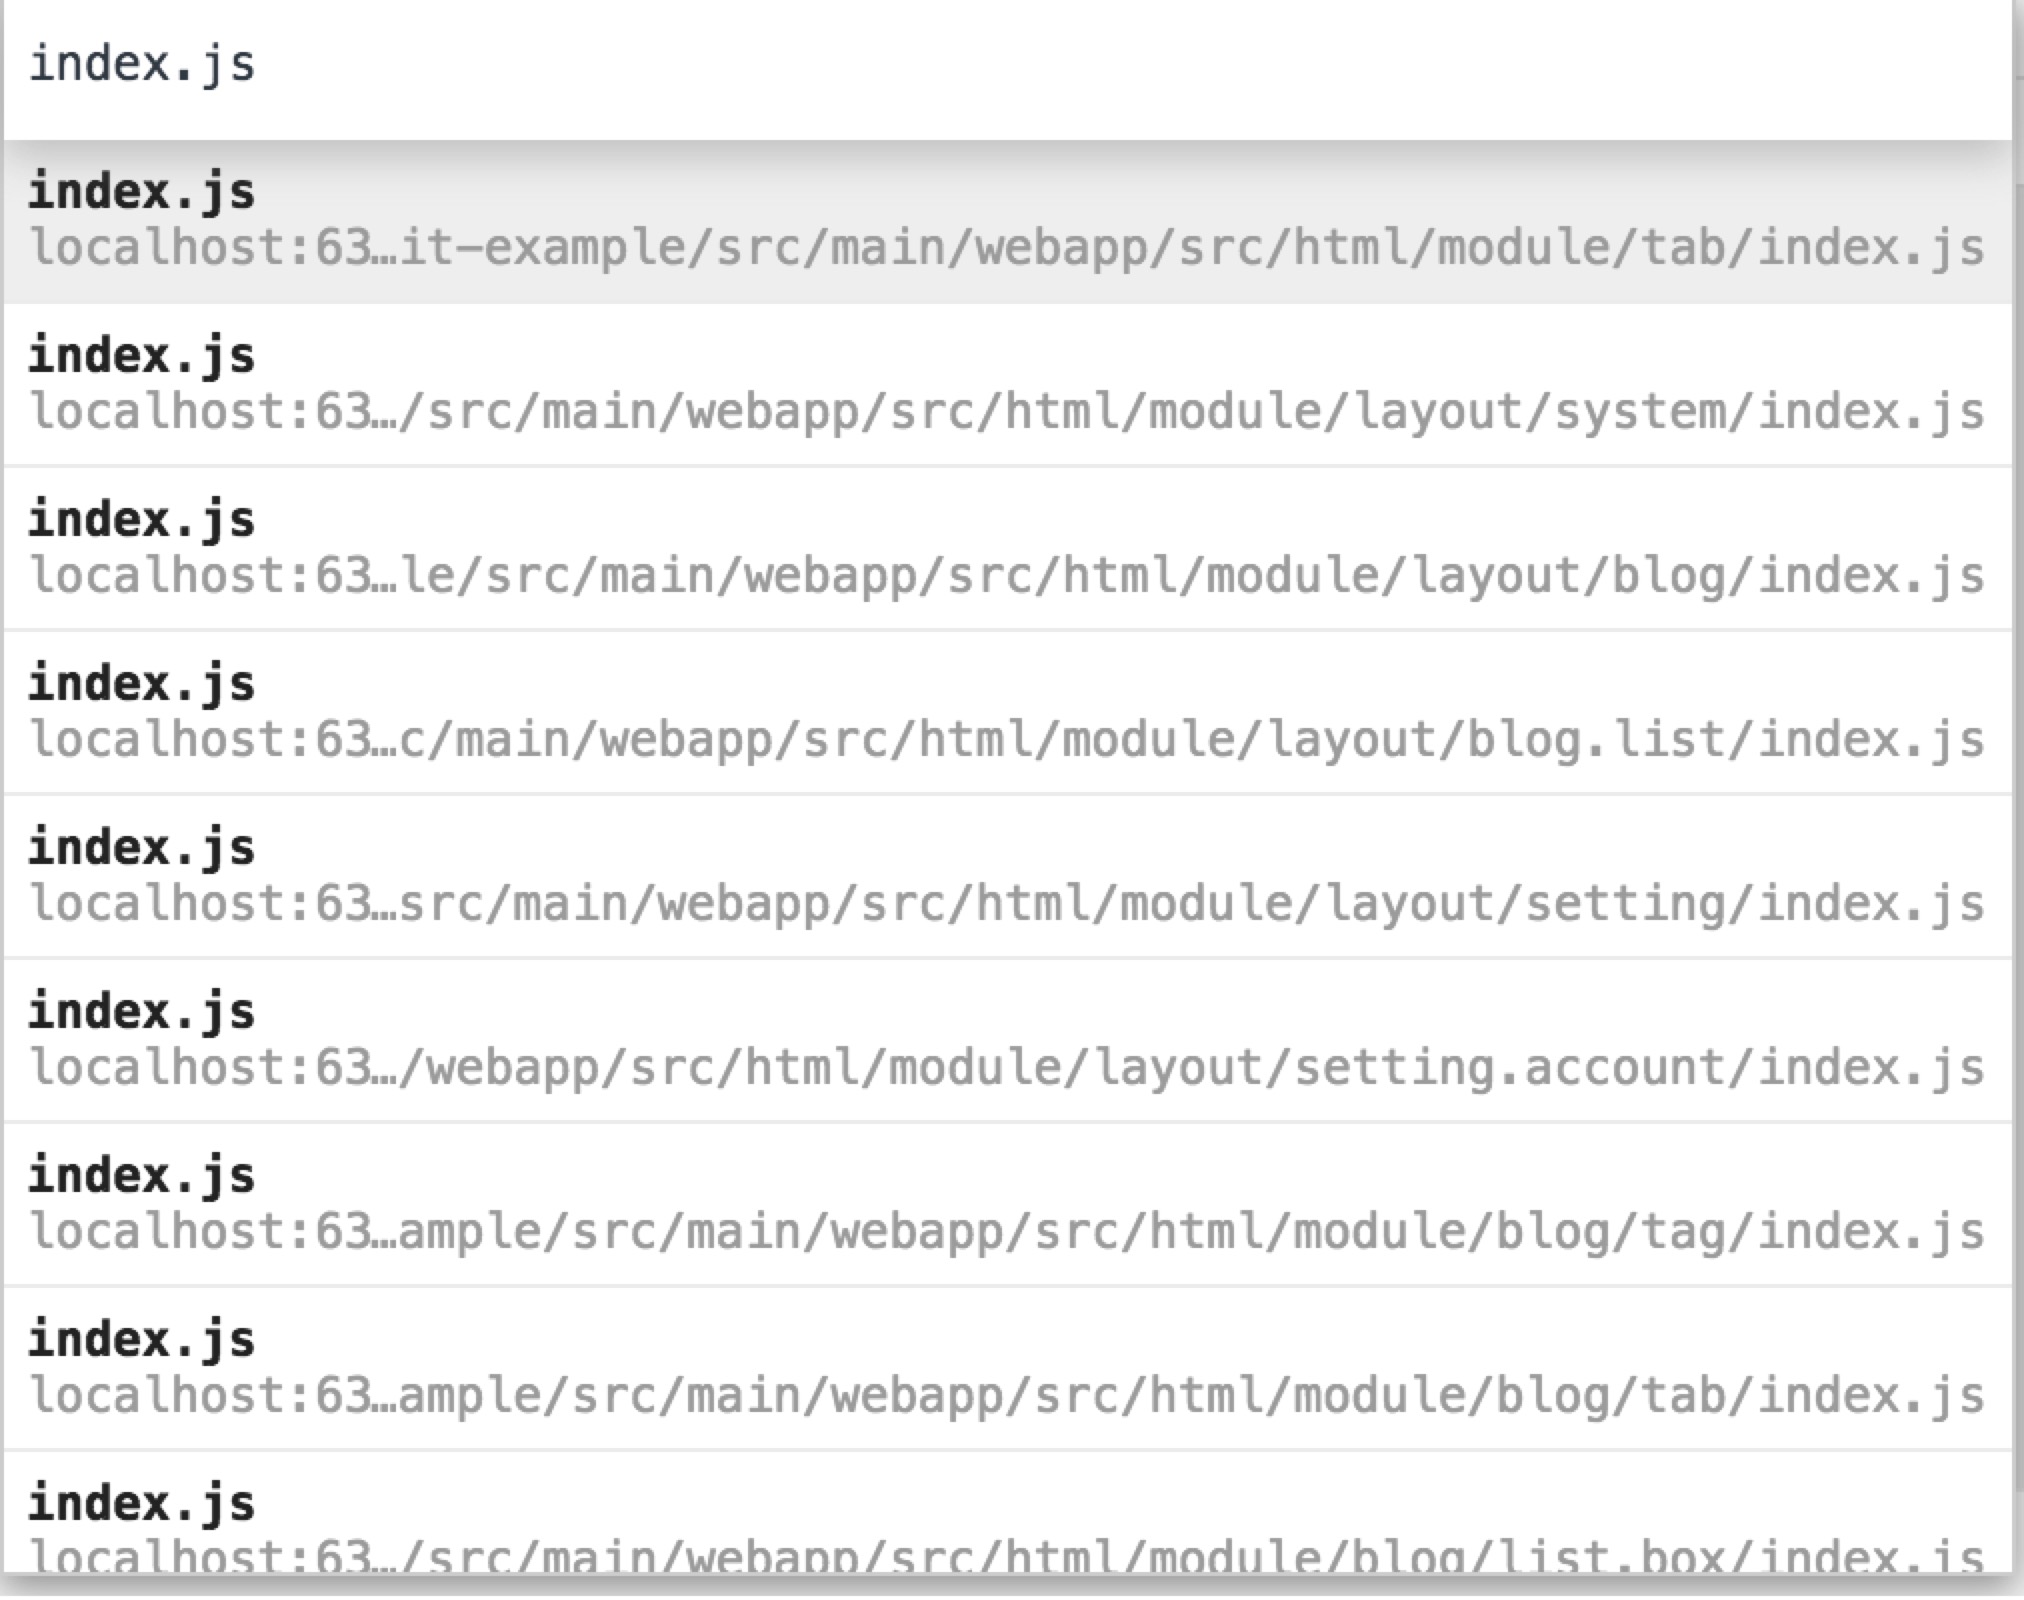 index.js
index.js
localhost:63…it-example/src/main/webapp/src/html/module/tab/index.js
index.js
localhost:63…/src/main/webapp/src/html/module/layout/system/index.js
index.js
localhost:63…le/src/main/webapp/src/html/module/layout/blog/index.js
index.js
localhost:63…c/main/webapp/src/html/module/layout/blog.list/index.js
index.js
localhost:63…src/main/webapp/src/html/module/layout/setting/index.js
index.js
localhost:63…/webapp/src/html/module/layout/setting.account/index.js
index.js
localhost:63…ample/src/main/webapp/src/html/module/blog/tag/index.js
index.js
localhost:63…ample/src/main/webapp/src/html/module/blog/tab/index.js
index.js
localhost:63…/src/main/webapp/src/html/module/blog/list.box/index.js